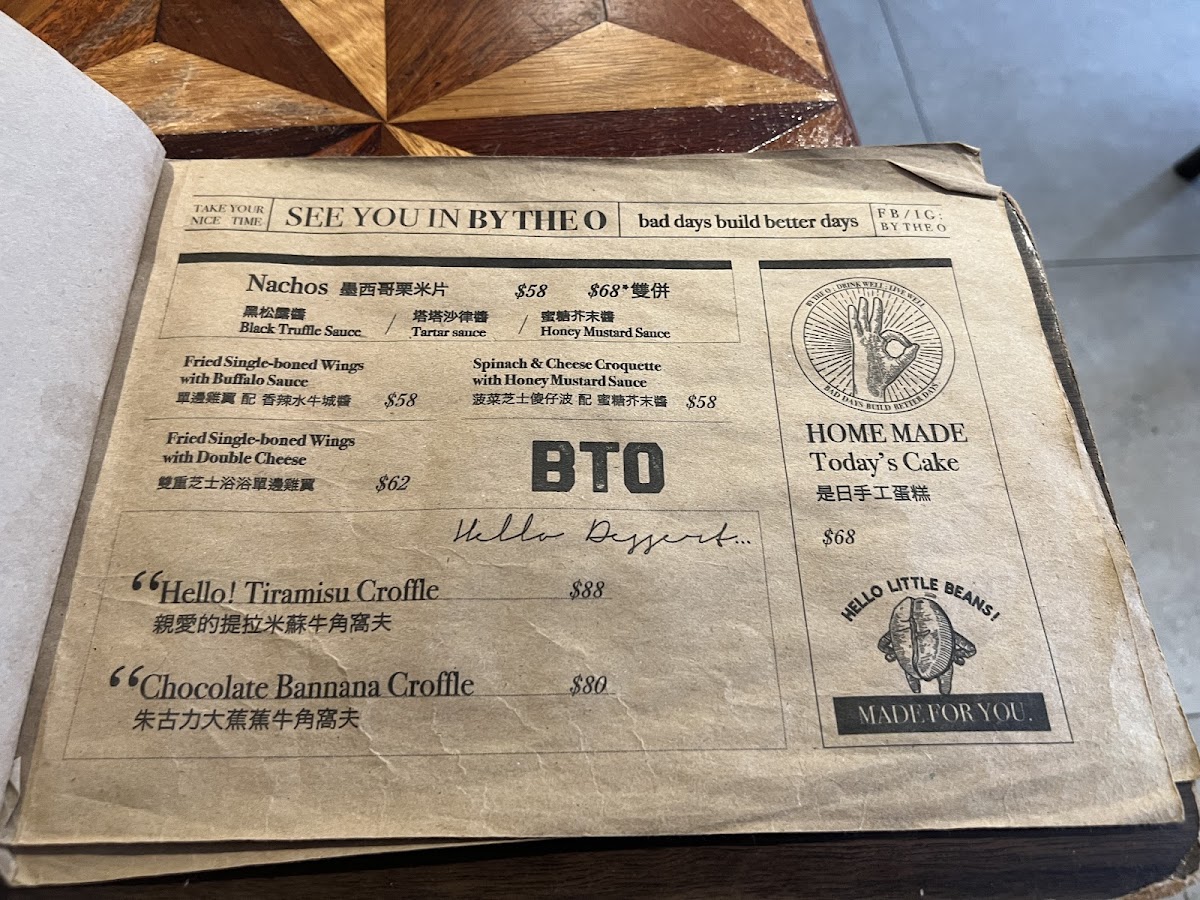 TAKE YOUR
NICE TIME
SEE YOU IN BY THE O
bad days build better days
FB/IG:
BY THE O
Nachos 墨西哥粟米片 $58 $68*雙併
黑松露醬 / 塔塔沙律醬 / 蜜糖芥末醬
Black Truffle Sauce Tartar sauce Honey Mustard Sauce
Fried Single-boned Wings
with Buffalo Sauce
單邊雞翼 配 香辣水牛城醬 $58
Spinach & Cheese Croquette
with Honey Mustard Sauce
菠菜芝士傻仔波 配 蜜糖芥末醬 $58
Fried Single-boned Wings
with Double Cheese
雙重芝士浴浴單邊雞翼 $62
BTO
Hello Dessert...
“Hello! Tiramisu Croffle $88
親愛的提拉米蘇牛角窩夫
“Chocolate Bannana Croffle $80
朱古力大蕉蕉牛角窩夫
BY THE O · DRINK WELL · LIVE WELL
BAD DAYS BUILD BETTER DAYS
HOME MADE
Today's Cake
是日手工蛋糕
$68
HELLO LITTLE BEANS!
MADE FOR YOU.